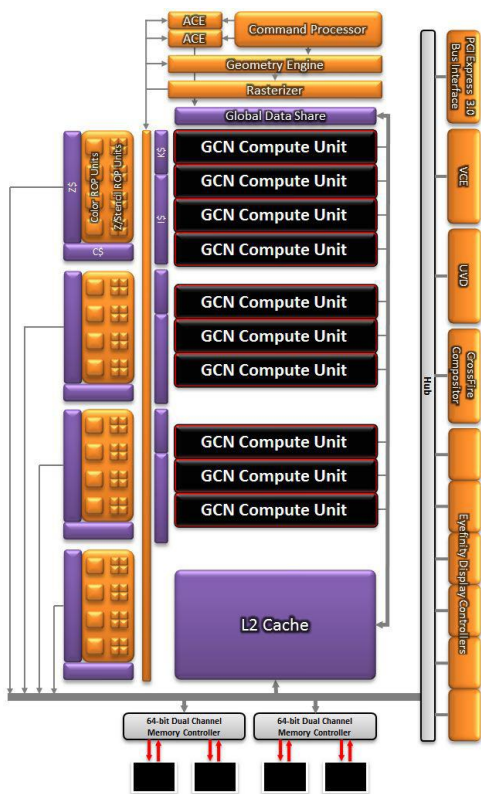 ACE
Command Processor
ACE
Geometry Engine
Rasterizer
Global Data Share
Z$
Color ROP Units
Z/Stencil ROP Units
C$
K$
I$
GCN Compute Unit
GCN Compute Unit
GCN Compute Unit
GCN Compute Unit
GCN Compute Unit
GCN Compute Unit
GCN Compute Unit
GCN Compute Unit
GCN Compute Unit
GCN Compute Unit
L2 Cache
Hub
PCI Express 3.0
Bus Interface
VCE
UVD
CrossFire
Compositor
Eyefinity Display Controllers
64-bit Dual Channel
Memory Controller
64-bit Dual Channel
Memory Controller